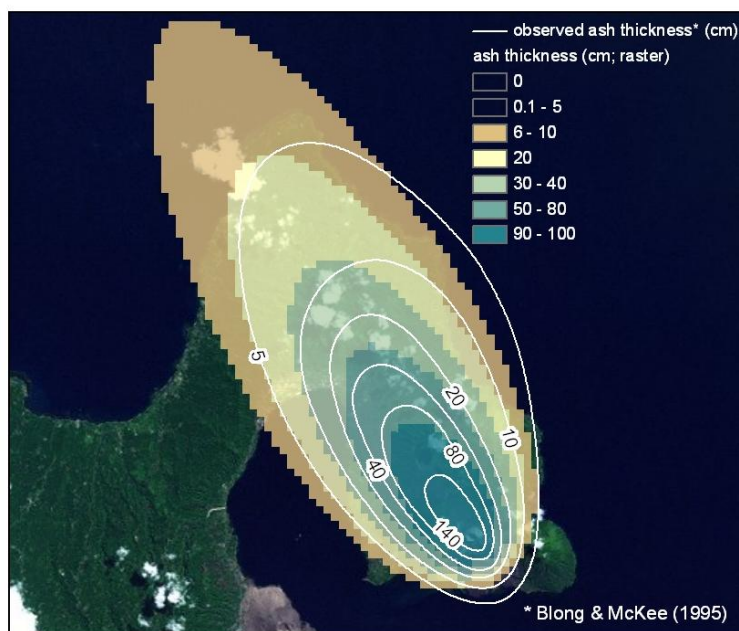 observed ash thickness* (cm)
ash thickness (cm; raster)
0
0.1 - 5
6 - 10
20
30 - 40
50 - 80
90 - 100
5
20
10
80
40
140
* Blong & McKee (1995)